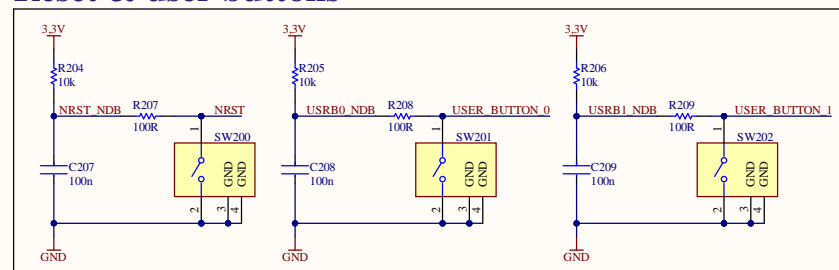 3.3V 3.3V 3.3V
R204 R205 R206
10k 10k 10k
NRST_NDB R207 NRST USRB0_NDB R208 USER_BUTTON_0 USRB1_NDB R209 USER_BUTTON_1
100R 100R 100R
1 SW200 1 SW201 1 SW202
C207 GND GND C208 GND GND C209 GND GND
100n 100n 100n
2 3 4 2 3 4 2 3 4
GND GND GND